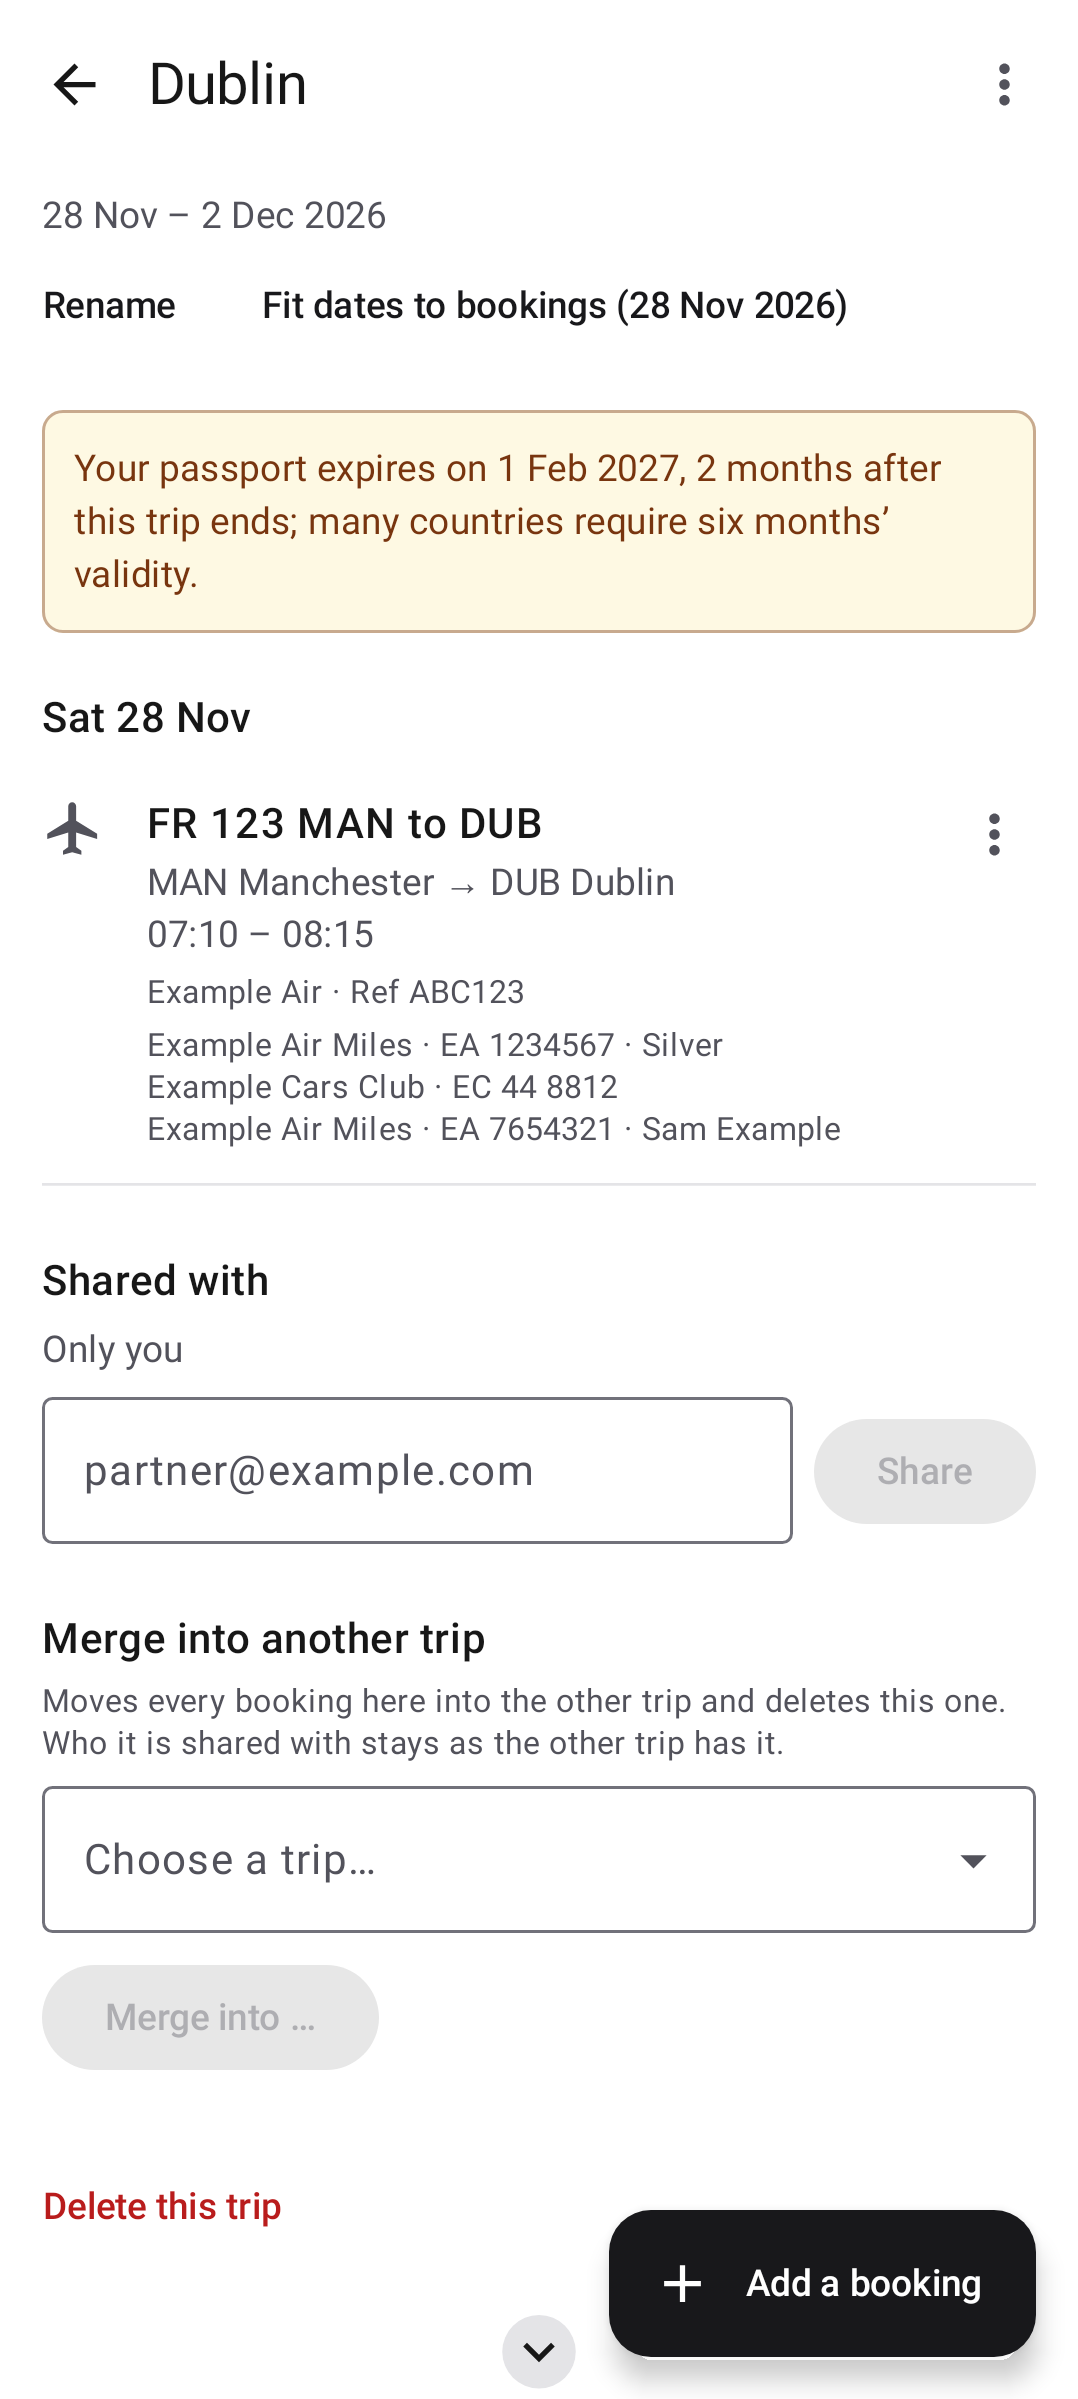 Dublin
28 Nov – 2 Dec 2026
Rename Fit dates to bookings (28 Nov 2026)
Your passport expires on 1 Feb 2027, 2 months after
this trip ends; many countries require six months’
validity.
Sat 28 Nov
FR 123 MAN to DUB
MAN Manchester → DUB Dublin
07:10 – 08:15
Example Air · Ref ABC123
Example Air Miles · EA 1234567 · Silver
Example Cars Club · EC 44 8812
Example Air Miles · EA 7654321 · Sam Example
Shared with
Only you
partner@example.com Share
Merge into another trip
Moves every booking here into the other trip and deletes this one.
Who it is shared with stays as the other trip has it.
Choose a trip…
Merge into …
Delete this trip
Add a booking